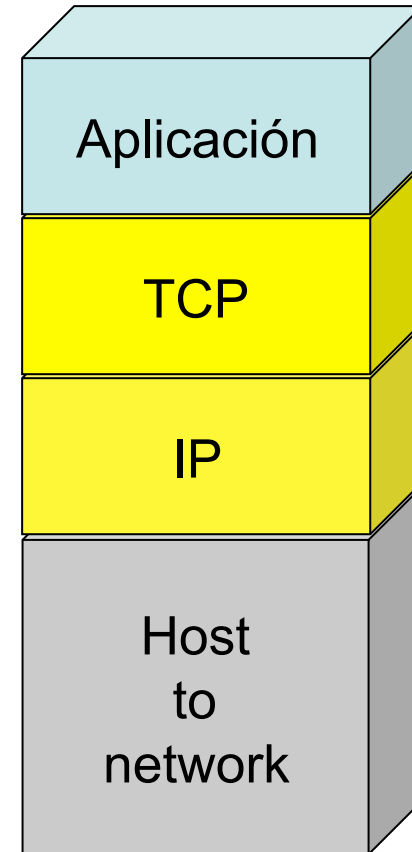 Aplicación
TCP
IP
Host
to
network